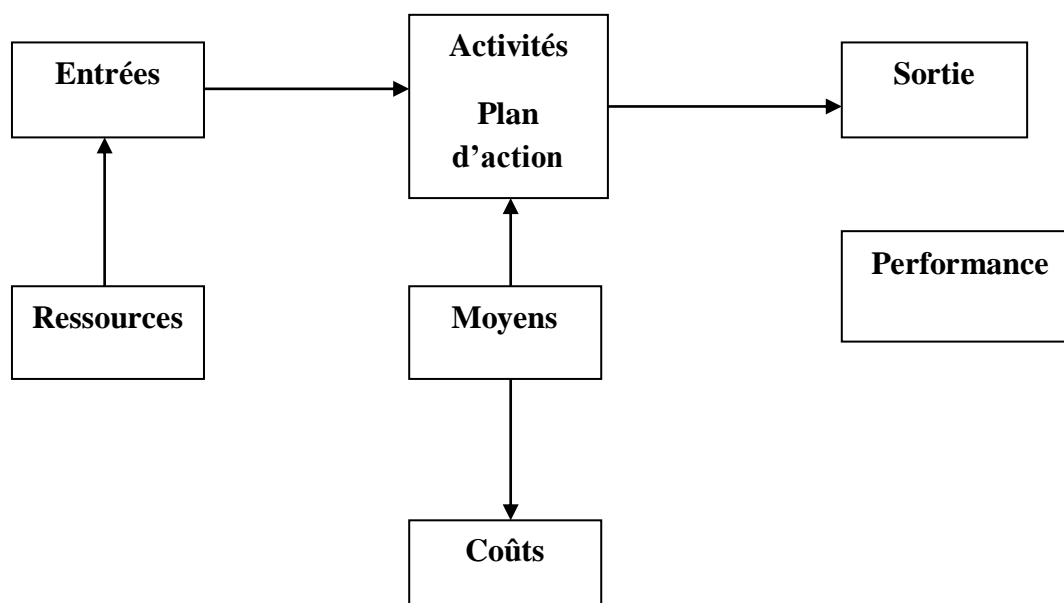 Entrées
Activités
Plan
d’action
Sortie
Performance
Ressources
Moyens
Coûts